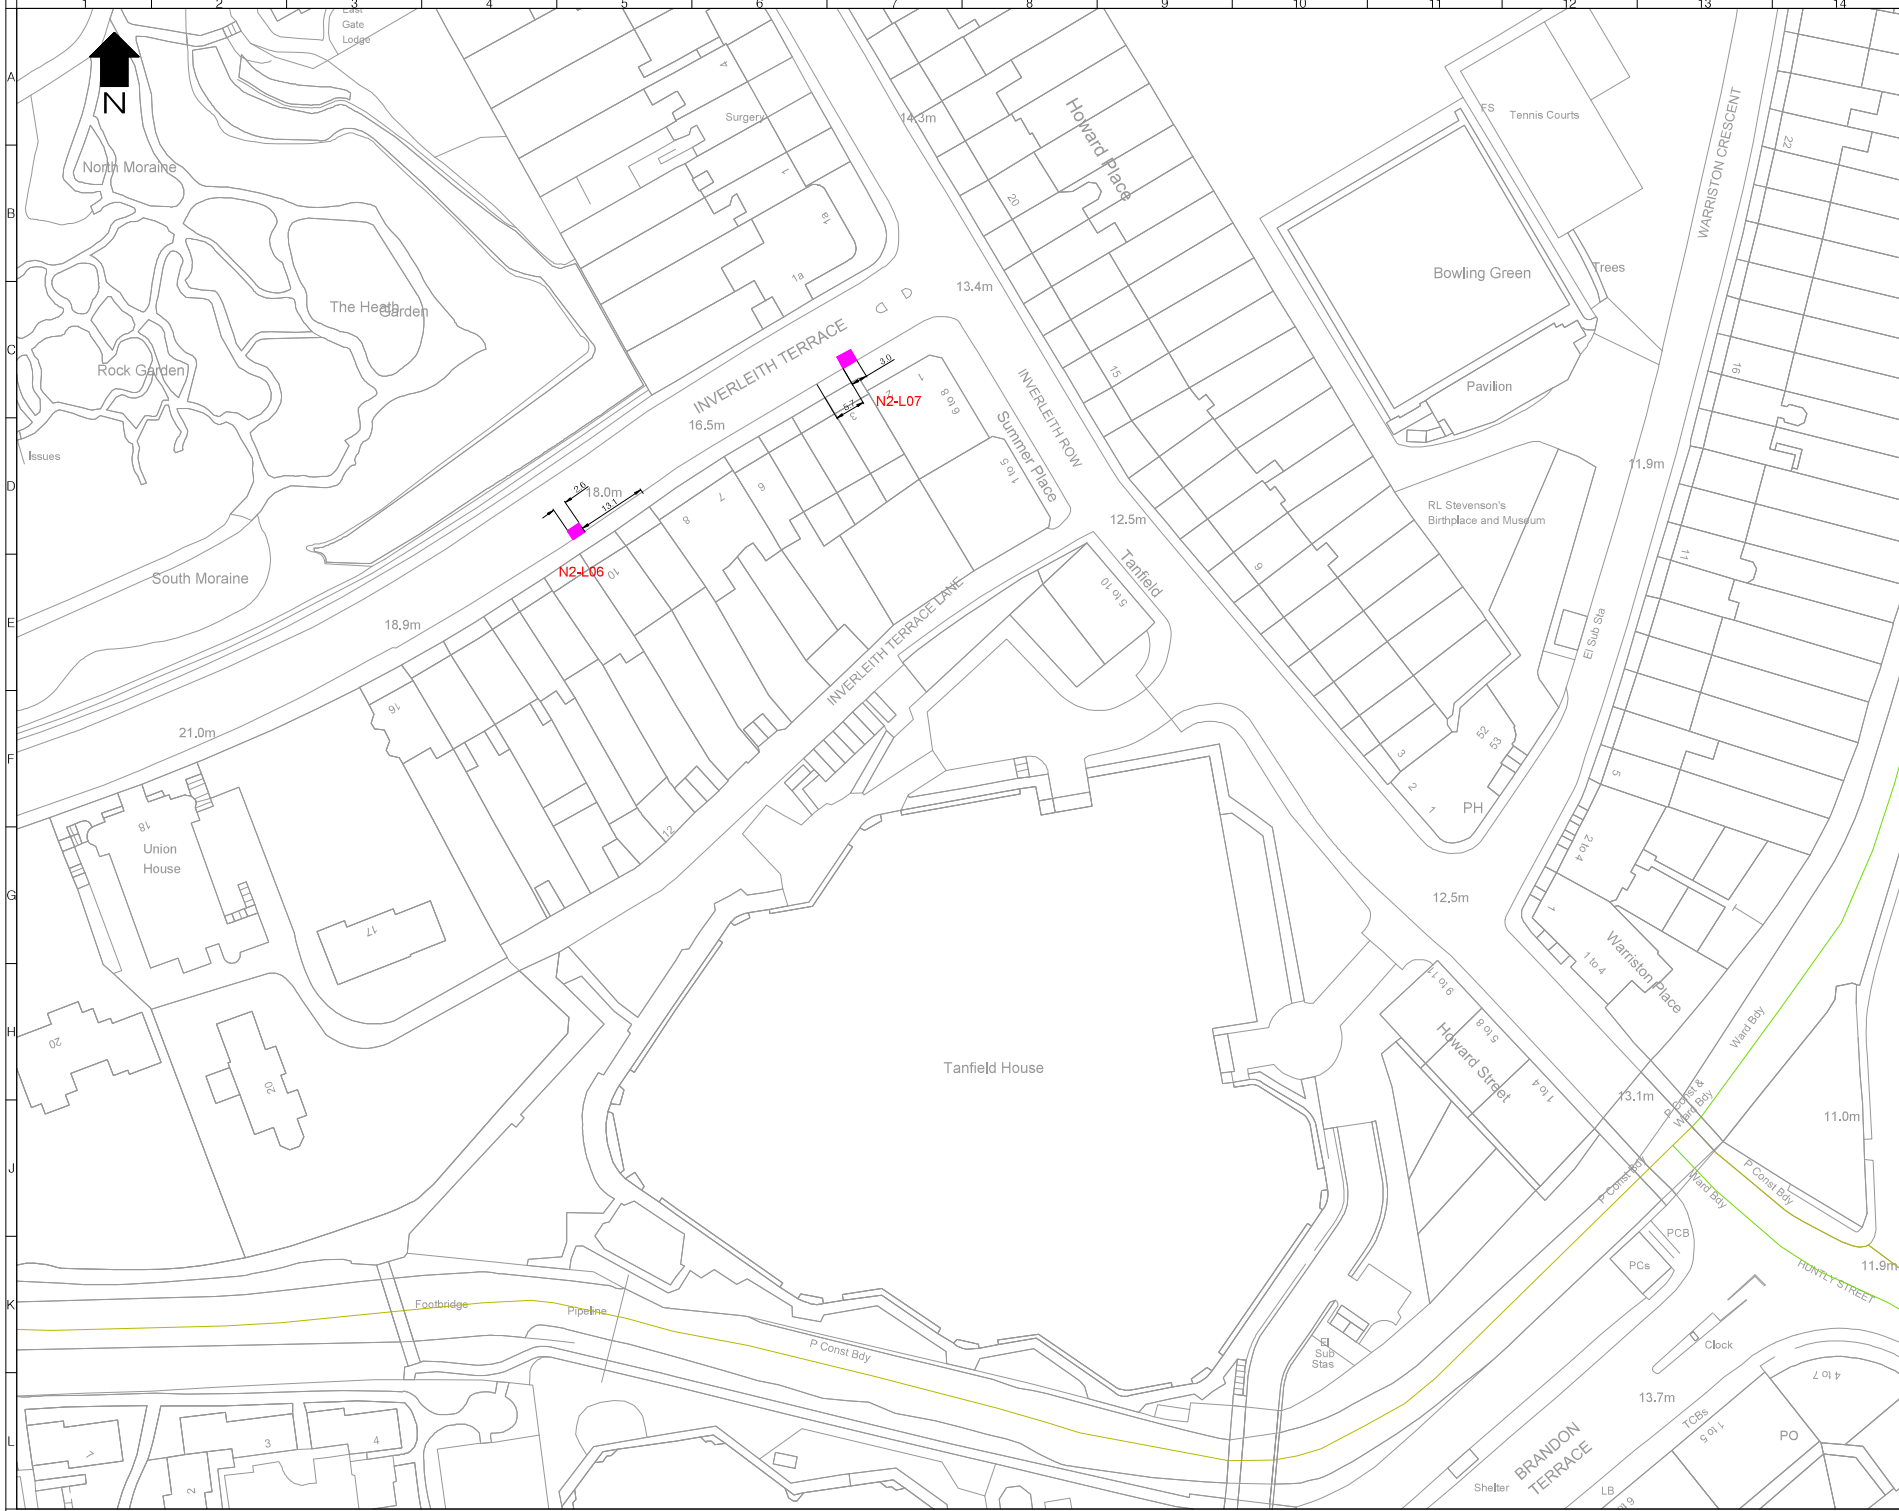 2
3
4
5
6
7
8
9
10
11
12
13
14
A
B
C
D
E
F
G
H
J
K
L
N
East
Gate
Lodge
4
Surgery
1
1a
1a
14.3m
Howard Place
20
FS
Tennis Courts
WARRISTON CRESCENT
22
North Moraine
Bowling Green
Trees
The Heath
Garden
13.4m
Rock Garden
INVERLEITH TERRACE
3.0
5.7
N2-L07
1
2
3
6 to 8
INVERLEITH ROW
15
16
Pavilion
16.5m
Summer Place
1 to 5
Issues
11.9m
2.6
18.0m
13.1
6
7
8
RL Stevenson's
Birthplace and Museum
12.5m
11
Tanfield
9
5 to 10
South Moraine
N2-L06
10
INVERLEITH TERRACE LANE
El Sub Sta
18.9m
16
21.0m
52
53
3
2
1
PH
5
12
18
Union
House
2 to 4
12.5m
17
1
1 to 4
Warriston Place
20
20
9 to 11
5 to 8
1 to 4
Howard Street
Ward Bdy
Tanfield House
P Const &
Ward Bdy
13.1m
11.0m
P Const Bdy
Ward Bdy
P Const Bdy
PCB
PCs
11.9m
HUNTLY STREET
Footbridge
Pipeline
P Const Bdy
El
Sub
Stas
Clock
4 to 7
13.7m
TCBs
1 to 5
PO
1
3
4
2
BRANDON
TERRACE
Shelter
LB